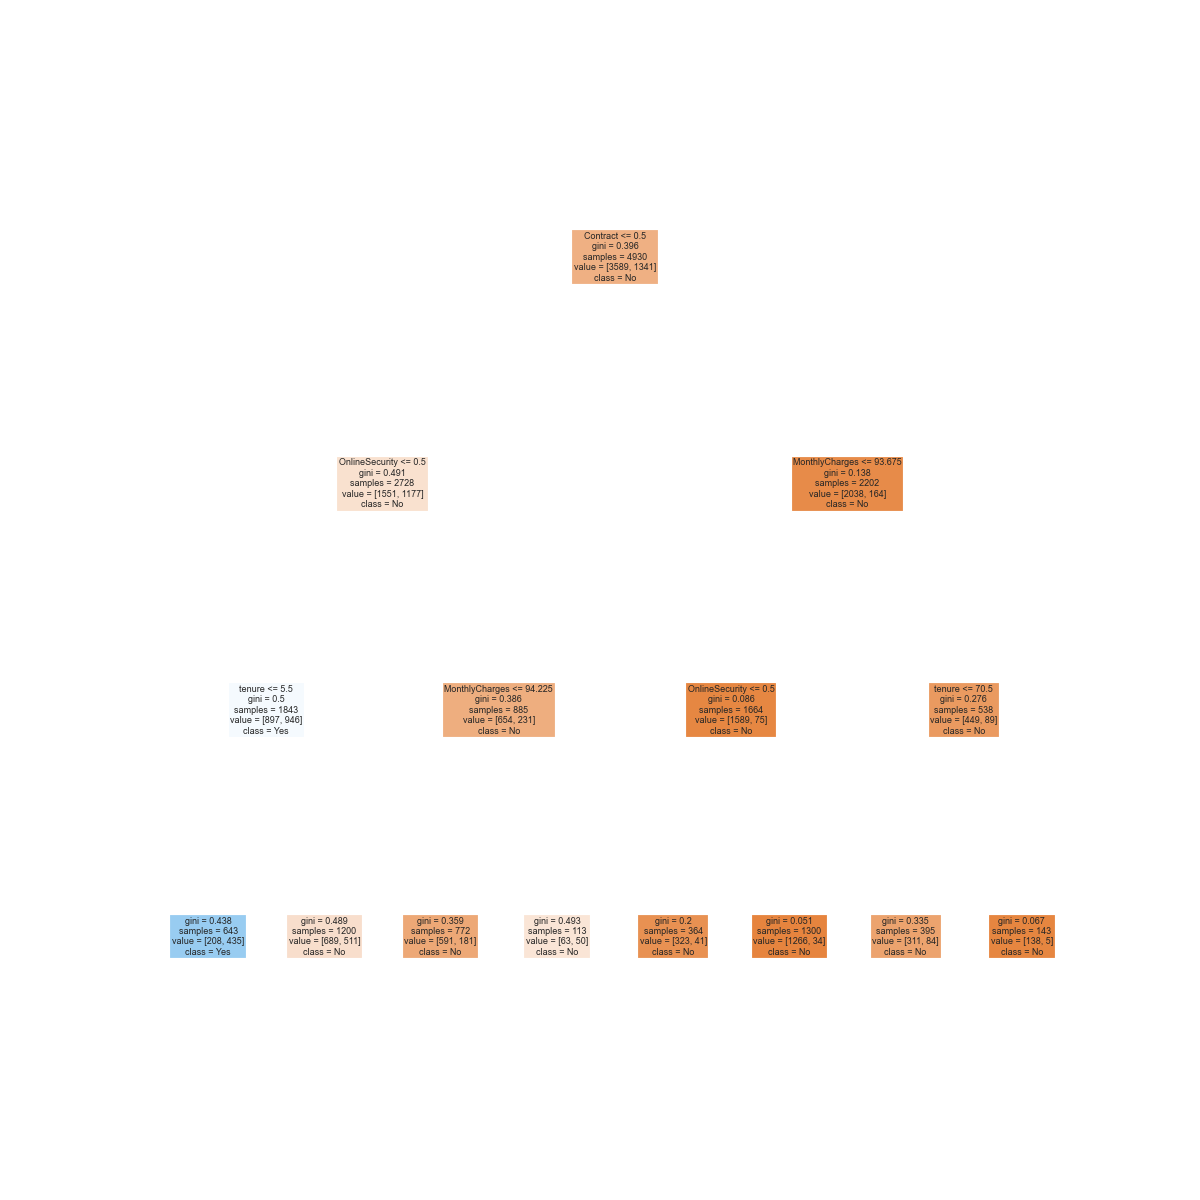 Contract <= 0.5
gini = 0.396
samples = 4930
value = [3589, 1341]
class = No
OnlineSecurity <= 0.5
gini = 0.491
samples = 2728
value = [1551, 1177]
class = No
MonthlyCharges <= 93.675
gini = 0.138
samples = 2202
value = [2038, 164]
class = No
tenure <= 5.5
gini = 0.5
samples = 1843
value = [897, 946]
class = Yes
MonthlyCharges <= 94.225
gini = 0.386
samples = 885
value = [654, 231]
class = No
OnlineSecurity <= 0.5
gini = 0.086
samples = 1664
value = [1589, 75]
class = No
tenure <= 70.5
gini = 0.276
samples = 538
value = [449, 89]
class = No
gini = 0.438
samples = 643
value = [208, 435]
class = Yes
gini = 0.489
samples = 1200
value = [689, 511]
class = No
gini = 0.359
samples = 772
value = [591, 181]
class = No
gini = 0.493
samples = 113
value = [63, 50]
class = No
gini = 0.2
samples = 364
value = [323, 41]
class = No
gini = 0.051
samples = 1300
value = [1266, 34]
class = No
gini = 0.335
samples = 395
value = [311, 84]
class = No
gini = 0.067
samples = 143
value = [138, 5]
class = No